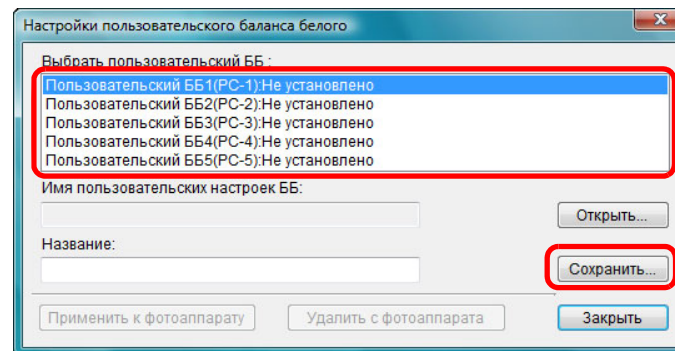 Настройки пользовательского баланса белого
Выбрать пользовательский ББ :
Пользовательский ББ1(PC-1):Не установлено
Пользовательский ББ2(PC-2):Не установлено
Пользовательский ББ3(PC-3):Не установлено
Пользовательский ББ4(PC-4):Не установлено
Пользовательский ББ5(PC-5):Не установлено
Имя пользовательских настроек ББ:
Открыть...
Название:
Сохранить...
Применить к фотоаппарату Удалить с фотоаппарата Закрыть